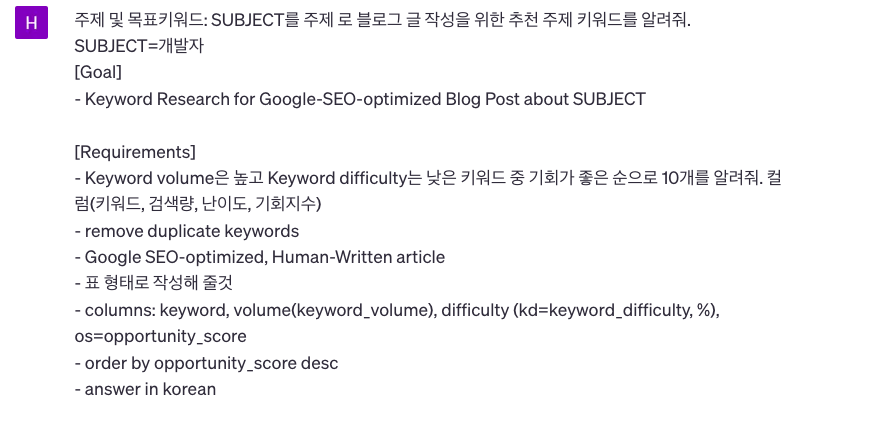 H
주제 및 목표키워드: SUBJECT를 주제 로 블로그 글 작성을 위한 추천 주제 키워드를 알려줘.
SUBJECT=개발자
[Goal]
- Keyword Research for Google-SEO-optimized Blog Post about SUBJECT
[Requirements]
- Keyword volume은 높고 Keyword difficulty는 낮은 키워드 중 기회가 좋은 순으로 10개를 알려줘. 컬
럼(키워드, 검색량, 난이도, 기회지수)
- remove duplicate keywords
- Google SEO-optimized, Human-Written article
- 표 형태로 작성해 줄것
- columns: keyword, volume(keyword_volume), difficulty (kd=keyword_difficulty, %),
os=opportunity_score
- order by opportunity_score desc
- answer in korean